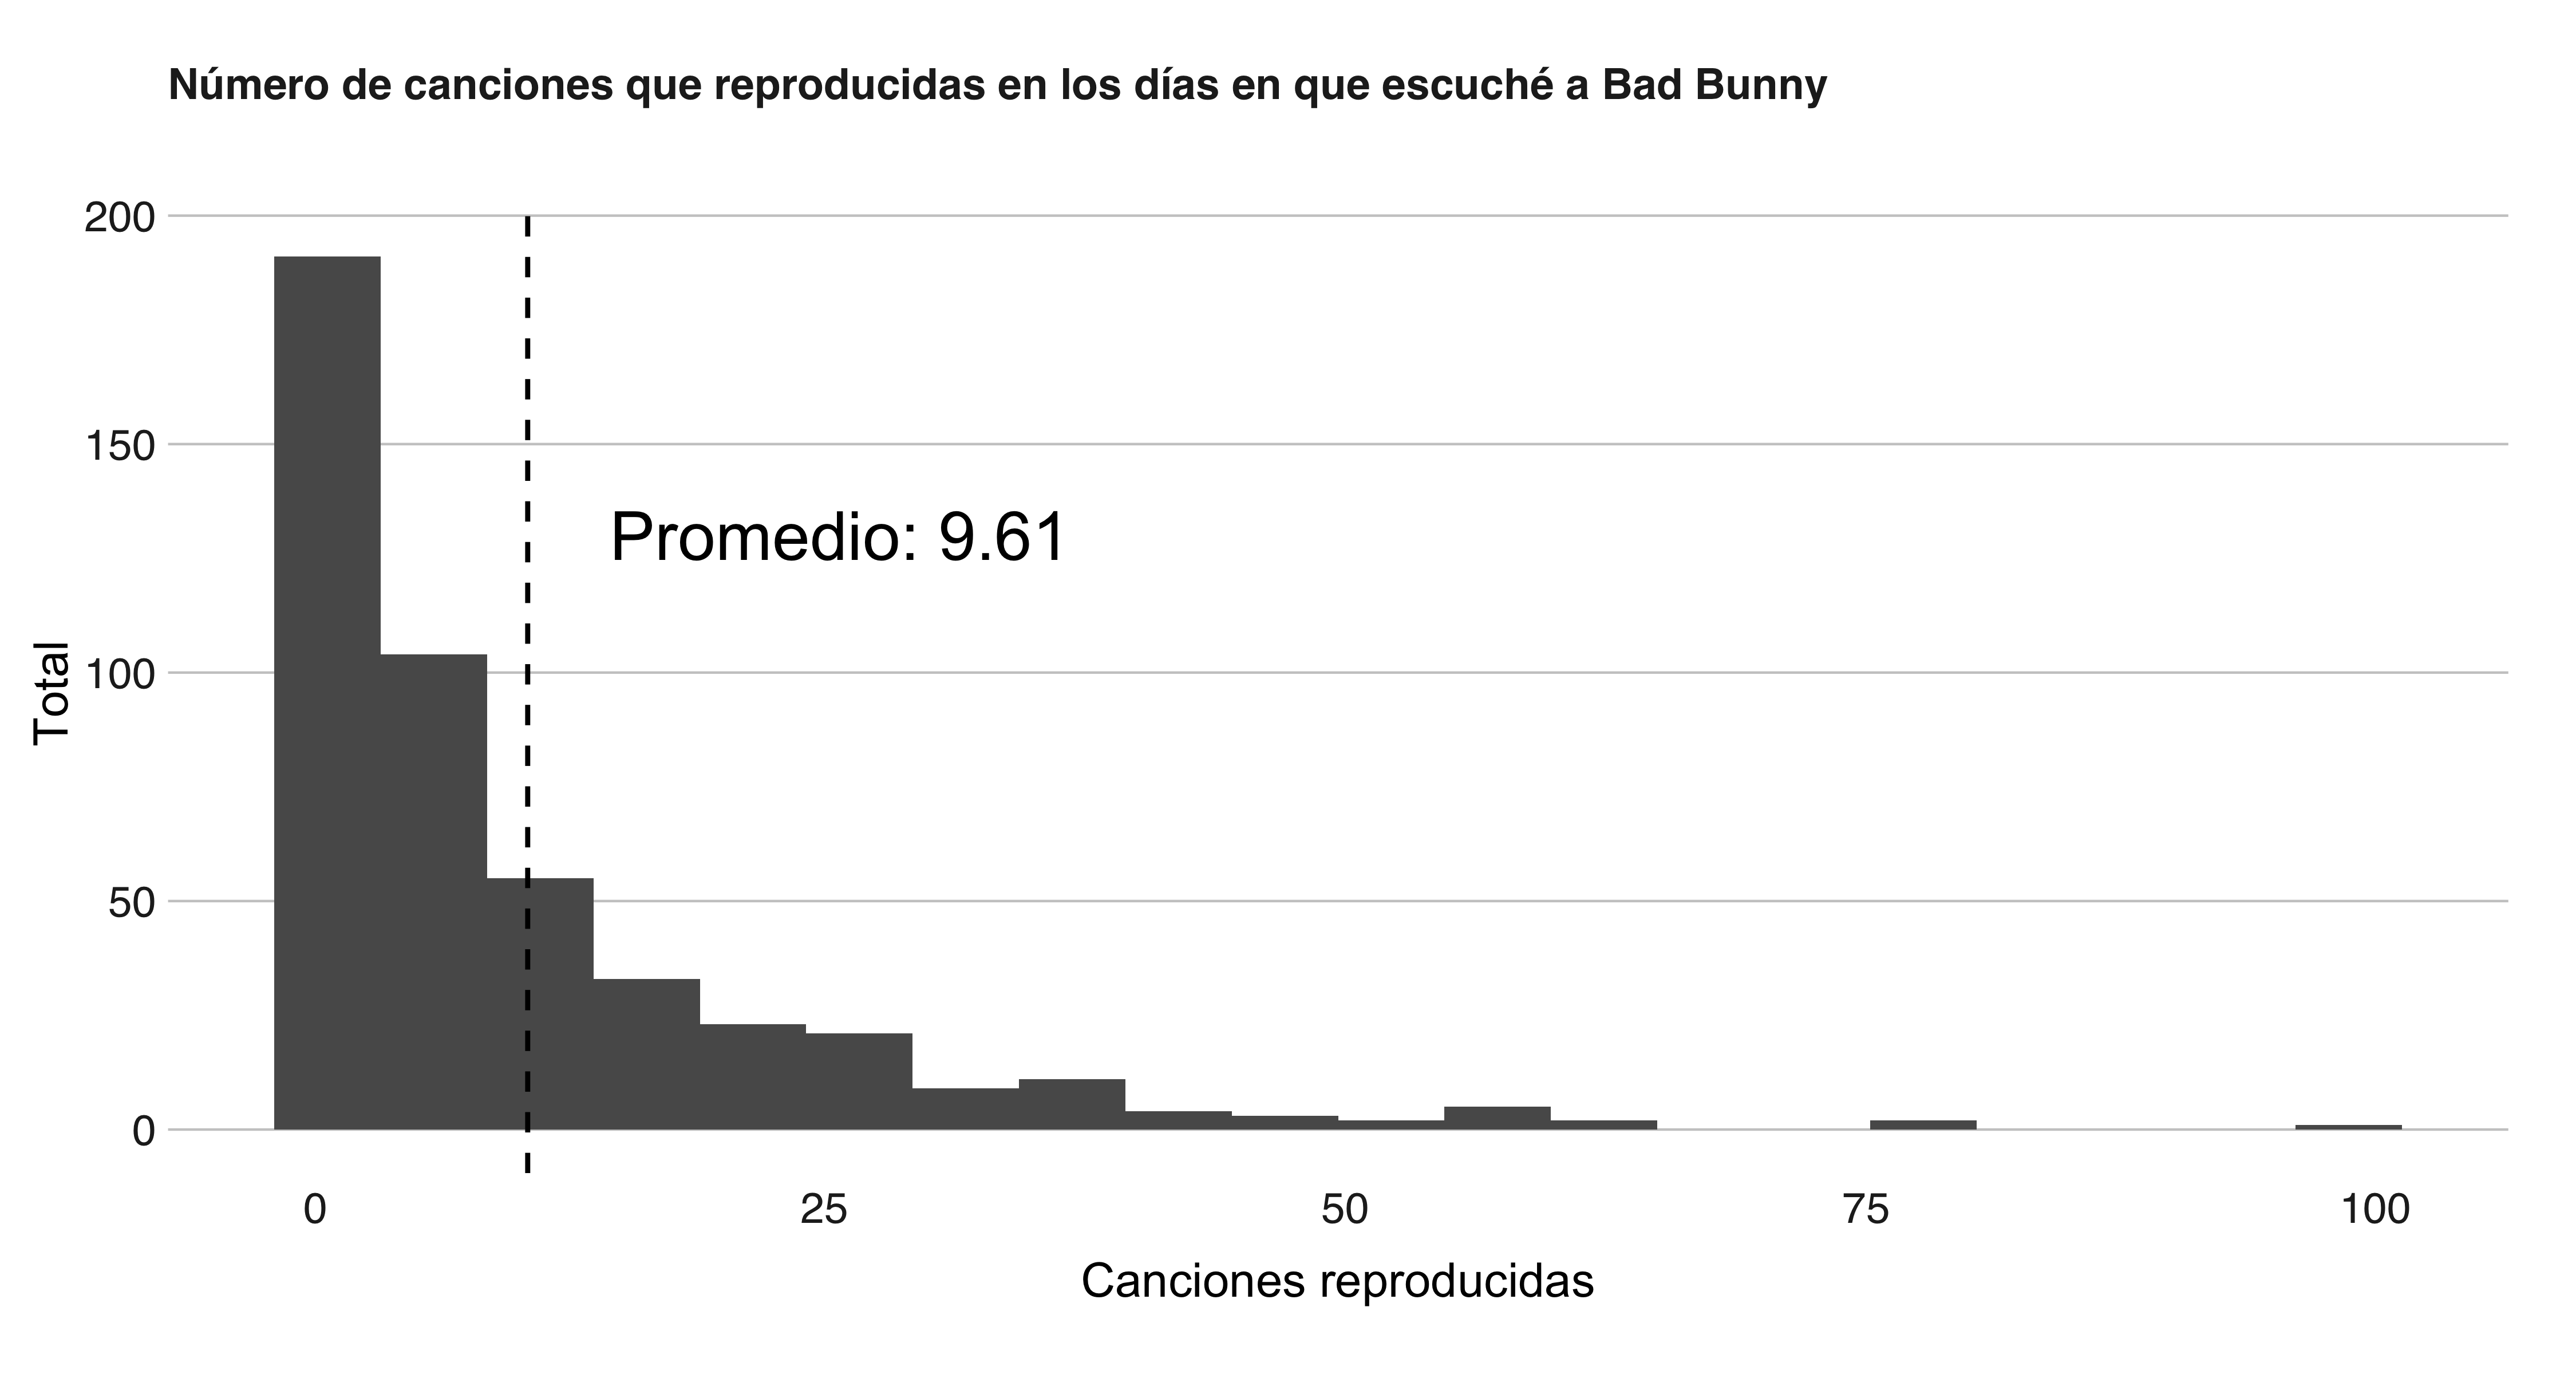 Número de canciones que reproducidas en los días en que escuché a Bad Bunny
200
150
Promedio: 9.61
Total
100
50
0
0 25 50 75 100
Canciones reproducidas